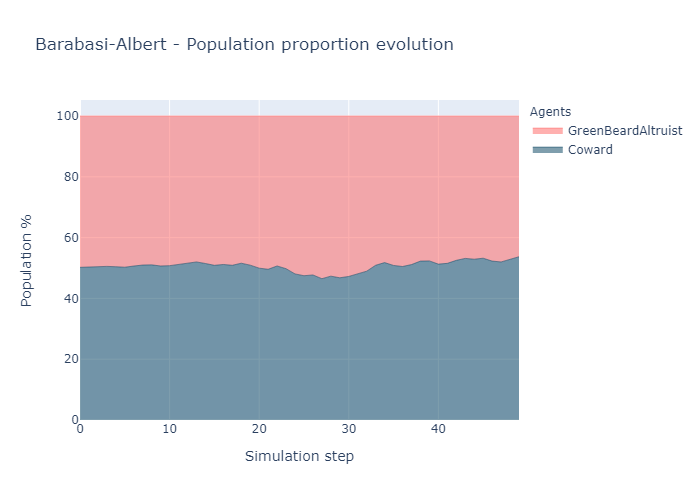 Barabasi-Albert - Population proportion evolution
Agents
GreenBeardAltruist
Coward
Population %
100
80
60
40
20
0
0 10 20 30 40
Simulation step